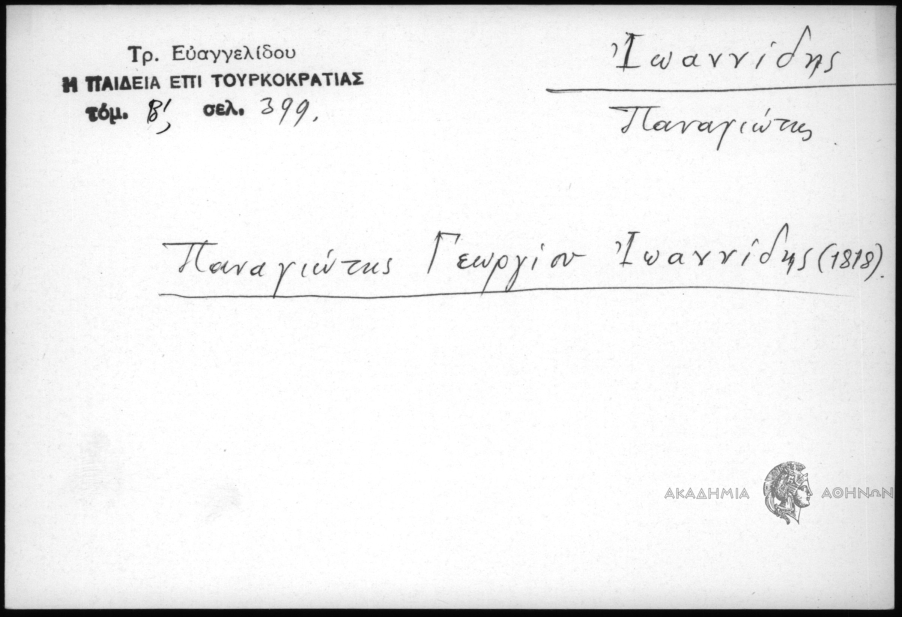 Τρ. Εὐαγγελίδου
Η ΠΑΙΔΕΙΑ ΕΠΙ ΤΟΥΡΚΟΚΡΑΤΙΑΣ
τόμ. Β', σελ. 399.
Ἰωαννίδης
Παναγιώτης
Παναγιώτης Γεωργίου Ἰωαννίδης (1818).
ΑΚΑΔΗΜΙΑ ΑΘΗΝΩΝ